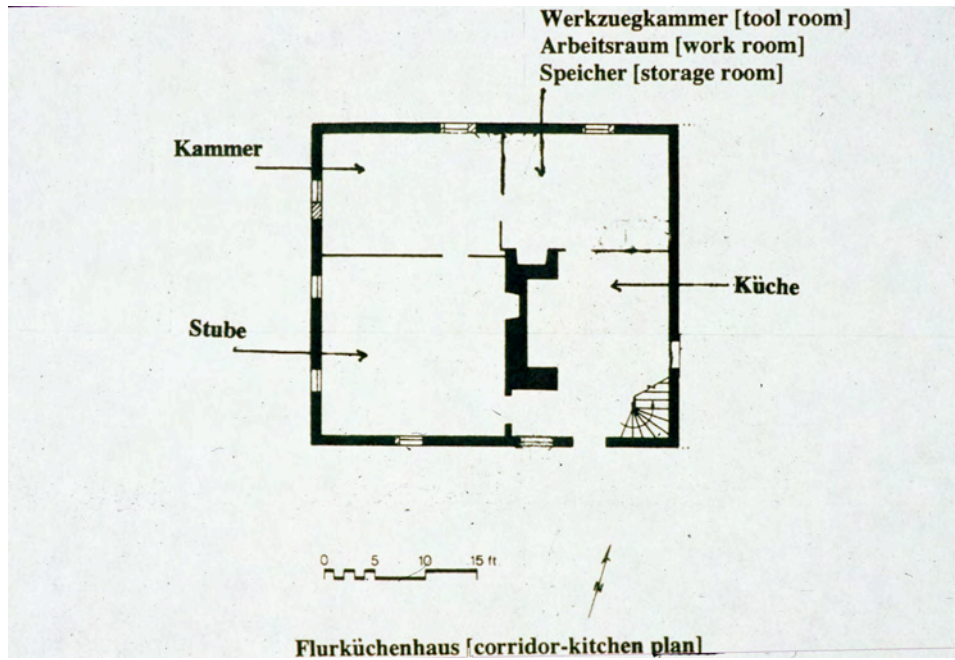 Werkzuegkammer [tool room]
Arbeitsraum [work room]
Speicher [storage room]
Kammer
Küche
Stube
0 5 10 15 ft.
N
Flurküchenhaus [corridor-kitchen plan]